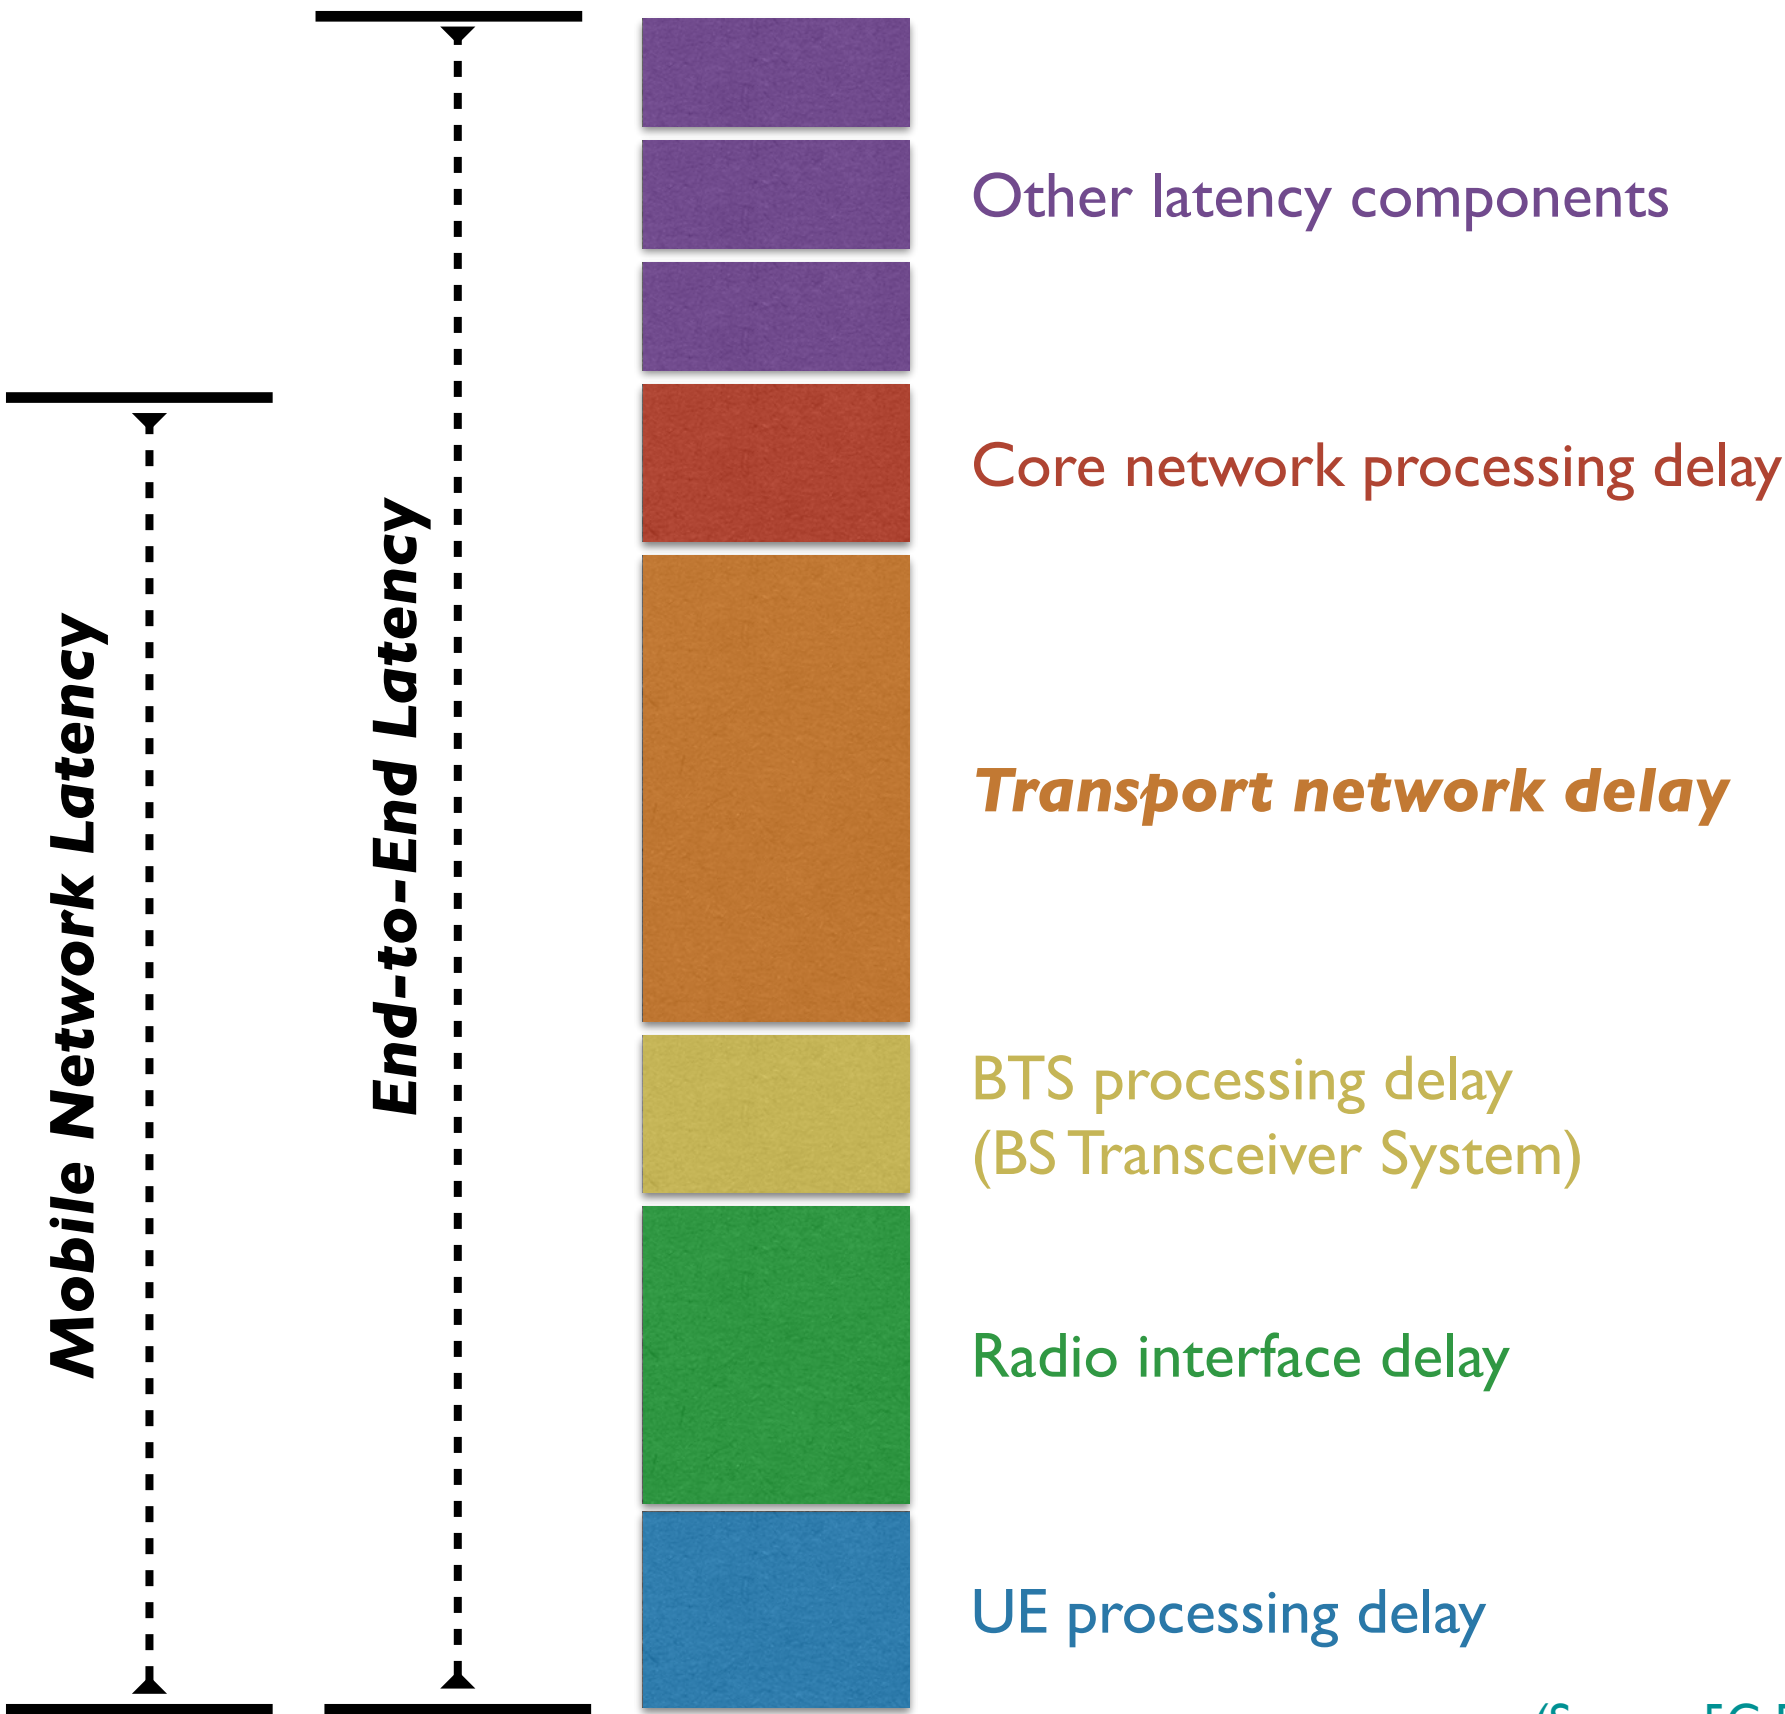 Mobile Network Latency
End-to-End Latency
Other latency components
Core network processing delay
Transport network delay
BTS processing delay
(BS Transceiver System)
Radio interface delay
UE processing delay